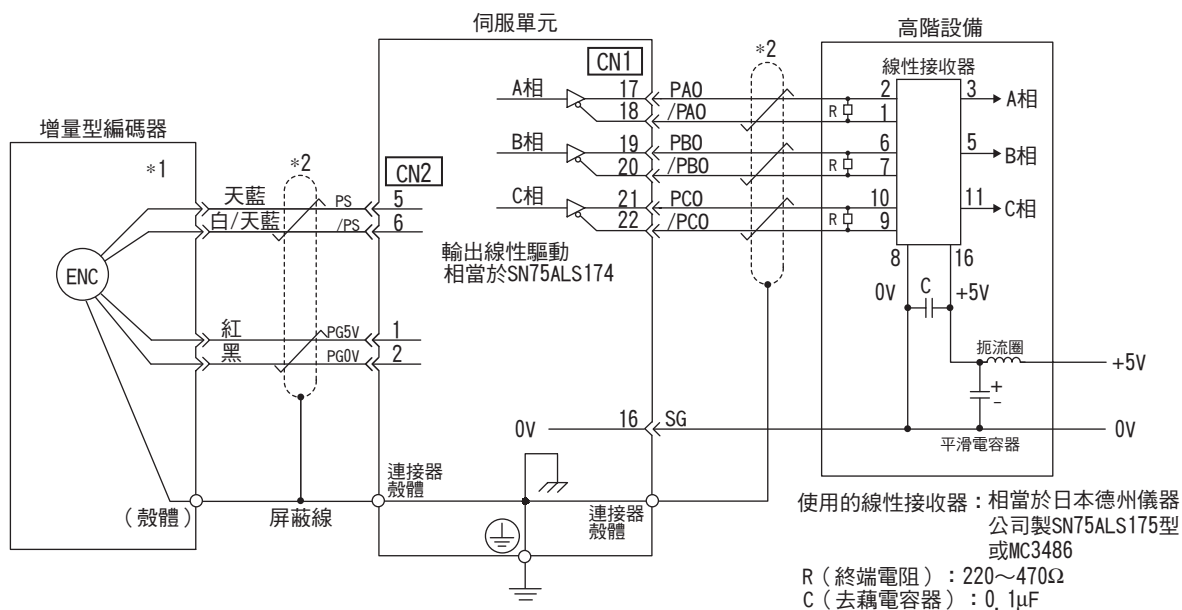 伺服單元
高階設備
CN1
*2
線性接收器
A相
17
PAO
18
/PAO
R
2
1
3
A相
增量型編碼器
*1
*2
CN2
B相
19
PBO
20
/PBO
R
6
7
5
B相
天藍
PS
5
白/天藍
/PS
6
C相
21
PCO
22
/PCO
R
10
9
11
C相
ENC
輸出線性驅動
相當於SN75ALS174
8
16
0V
C
+5V
紅
PG5V
1
黑
PG0V
2
扼流圈
+5V
+
-
0V
16
SG
0V
平滑電容器
連接器
殼體
(殼體)
屏蔽線
連接器
殼體
使用的線性接收器：相當於日本德州儀器
公司製SN75ALS175型
或MC3486
R(終端電阻)：220～470Ω
C(去藕電容器)：0.1μF